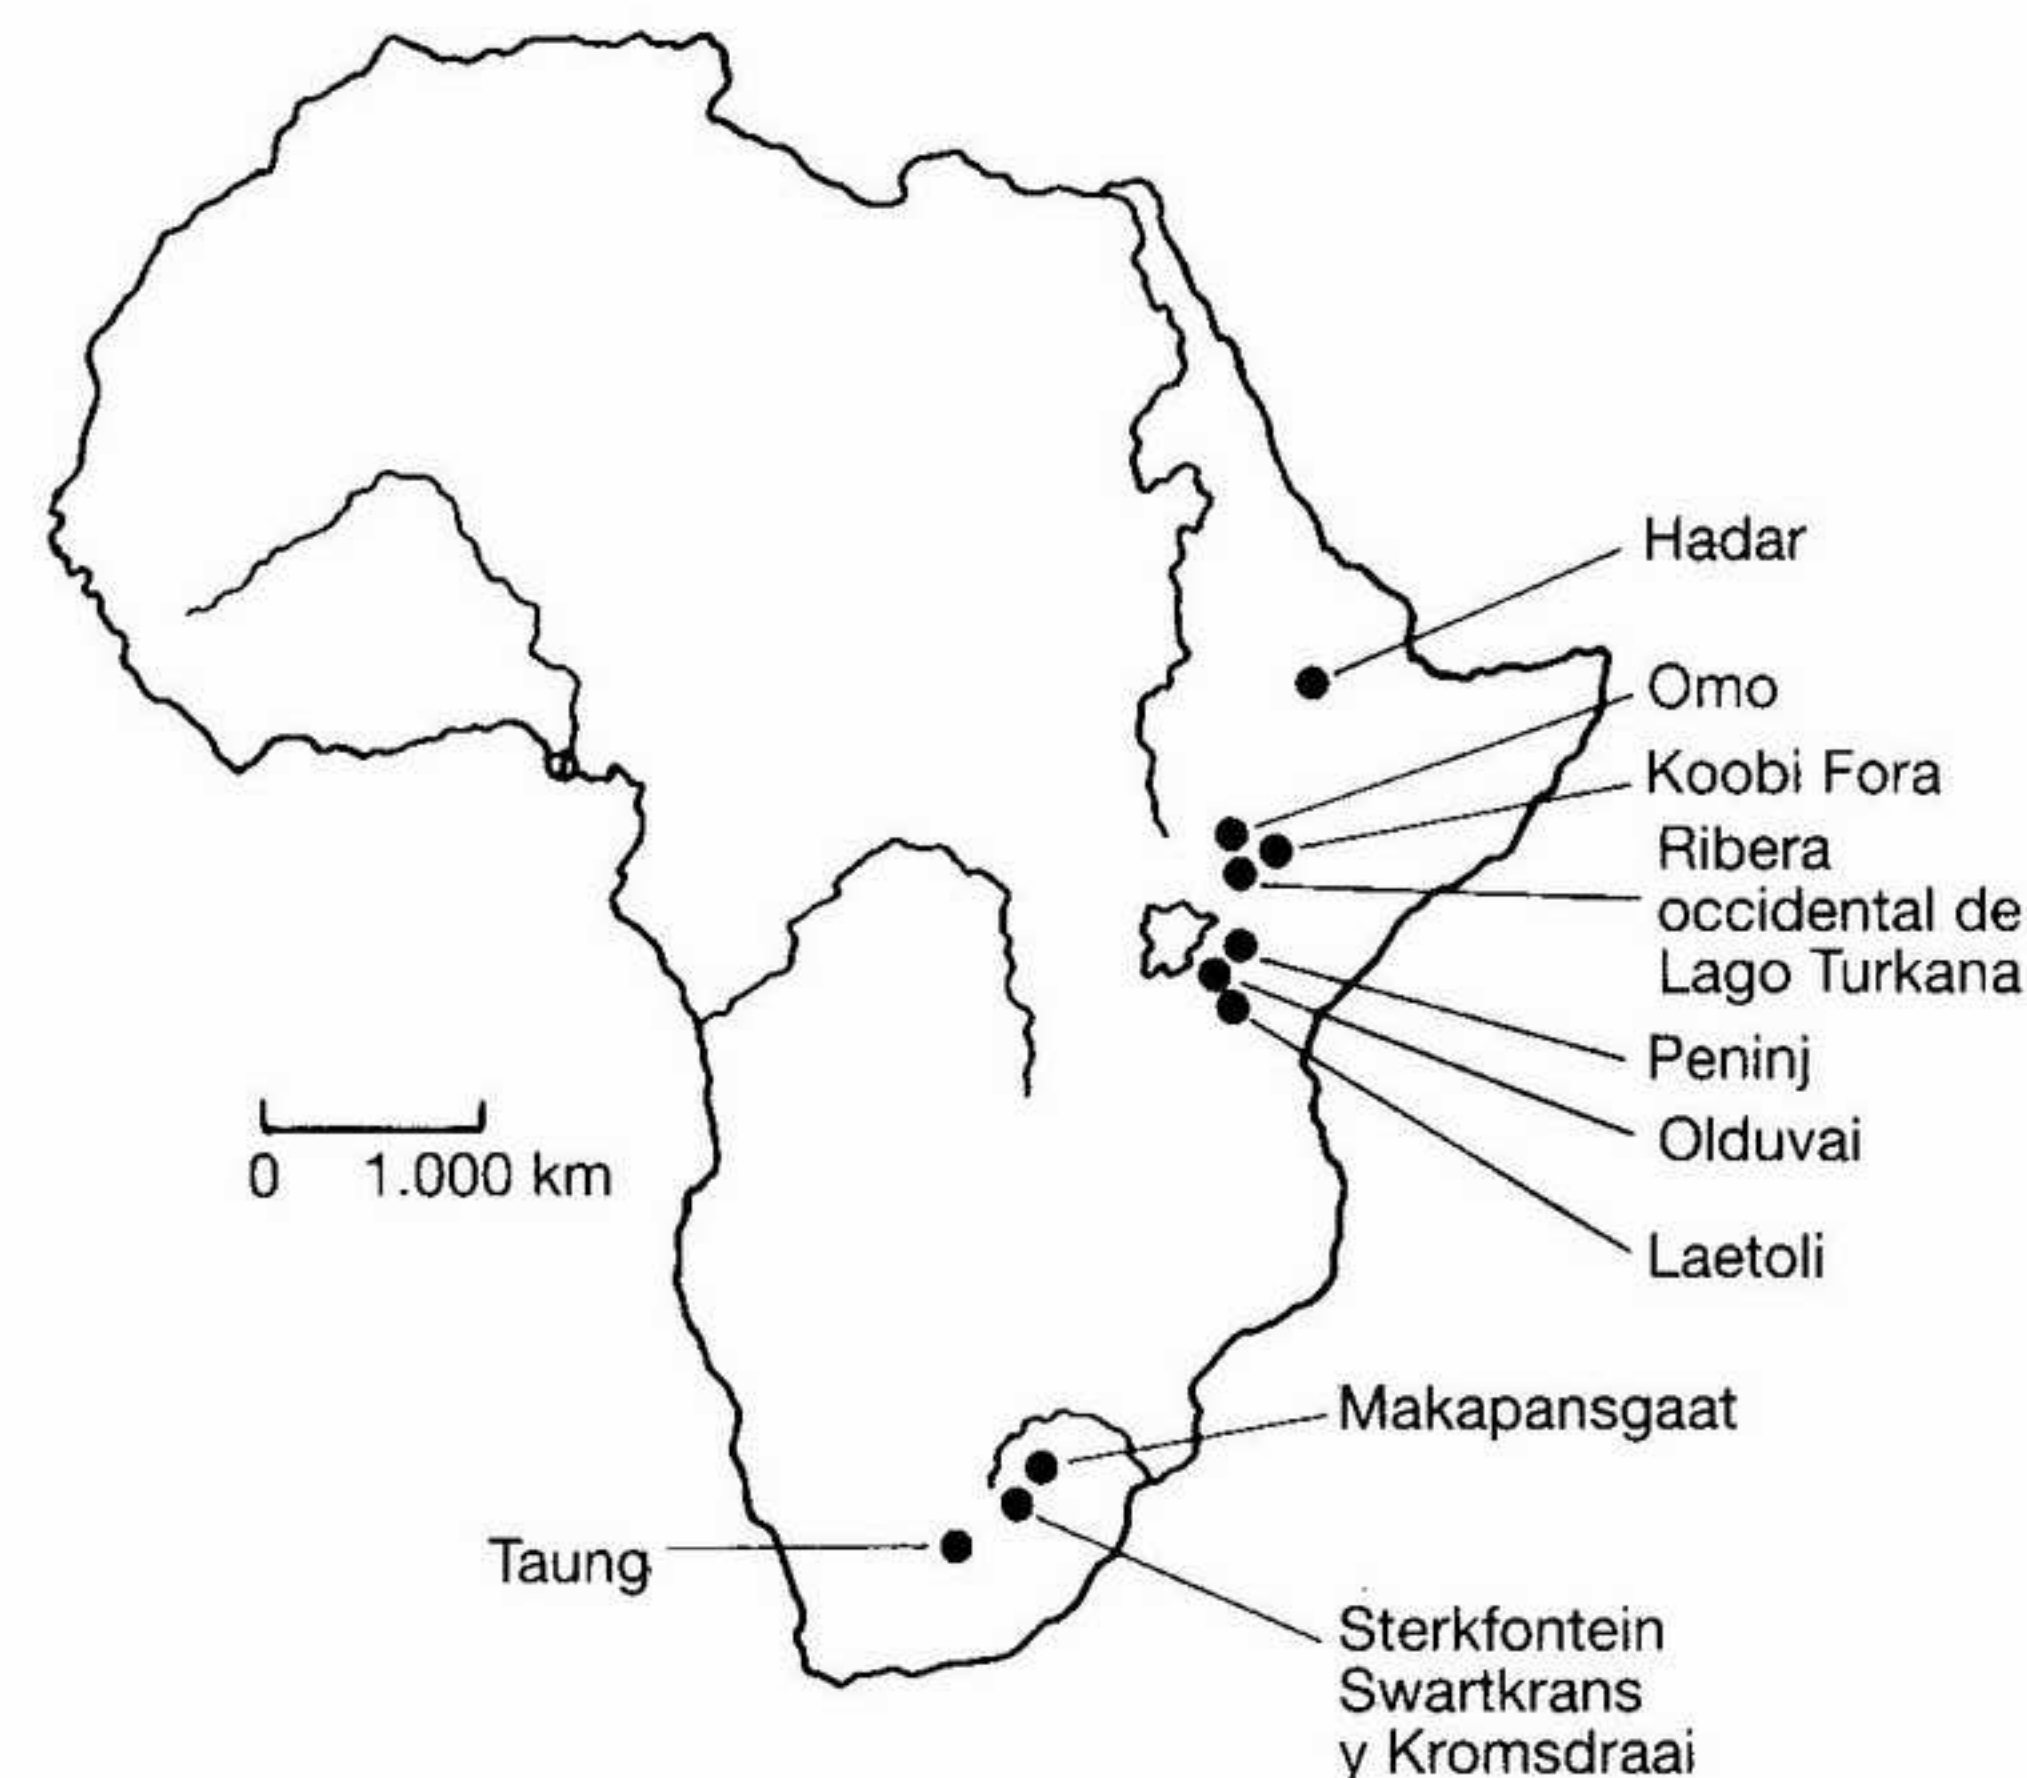 Hadar
Omo
Koobi Fora
Ribera
occidental de
Lago Turkana
Peninj
Olduvai
0 1.000 km
Laetoli
Makapansgaat
Taung
Sterkfontein
Swartkrans
y Kromsdraai